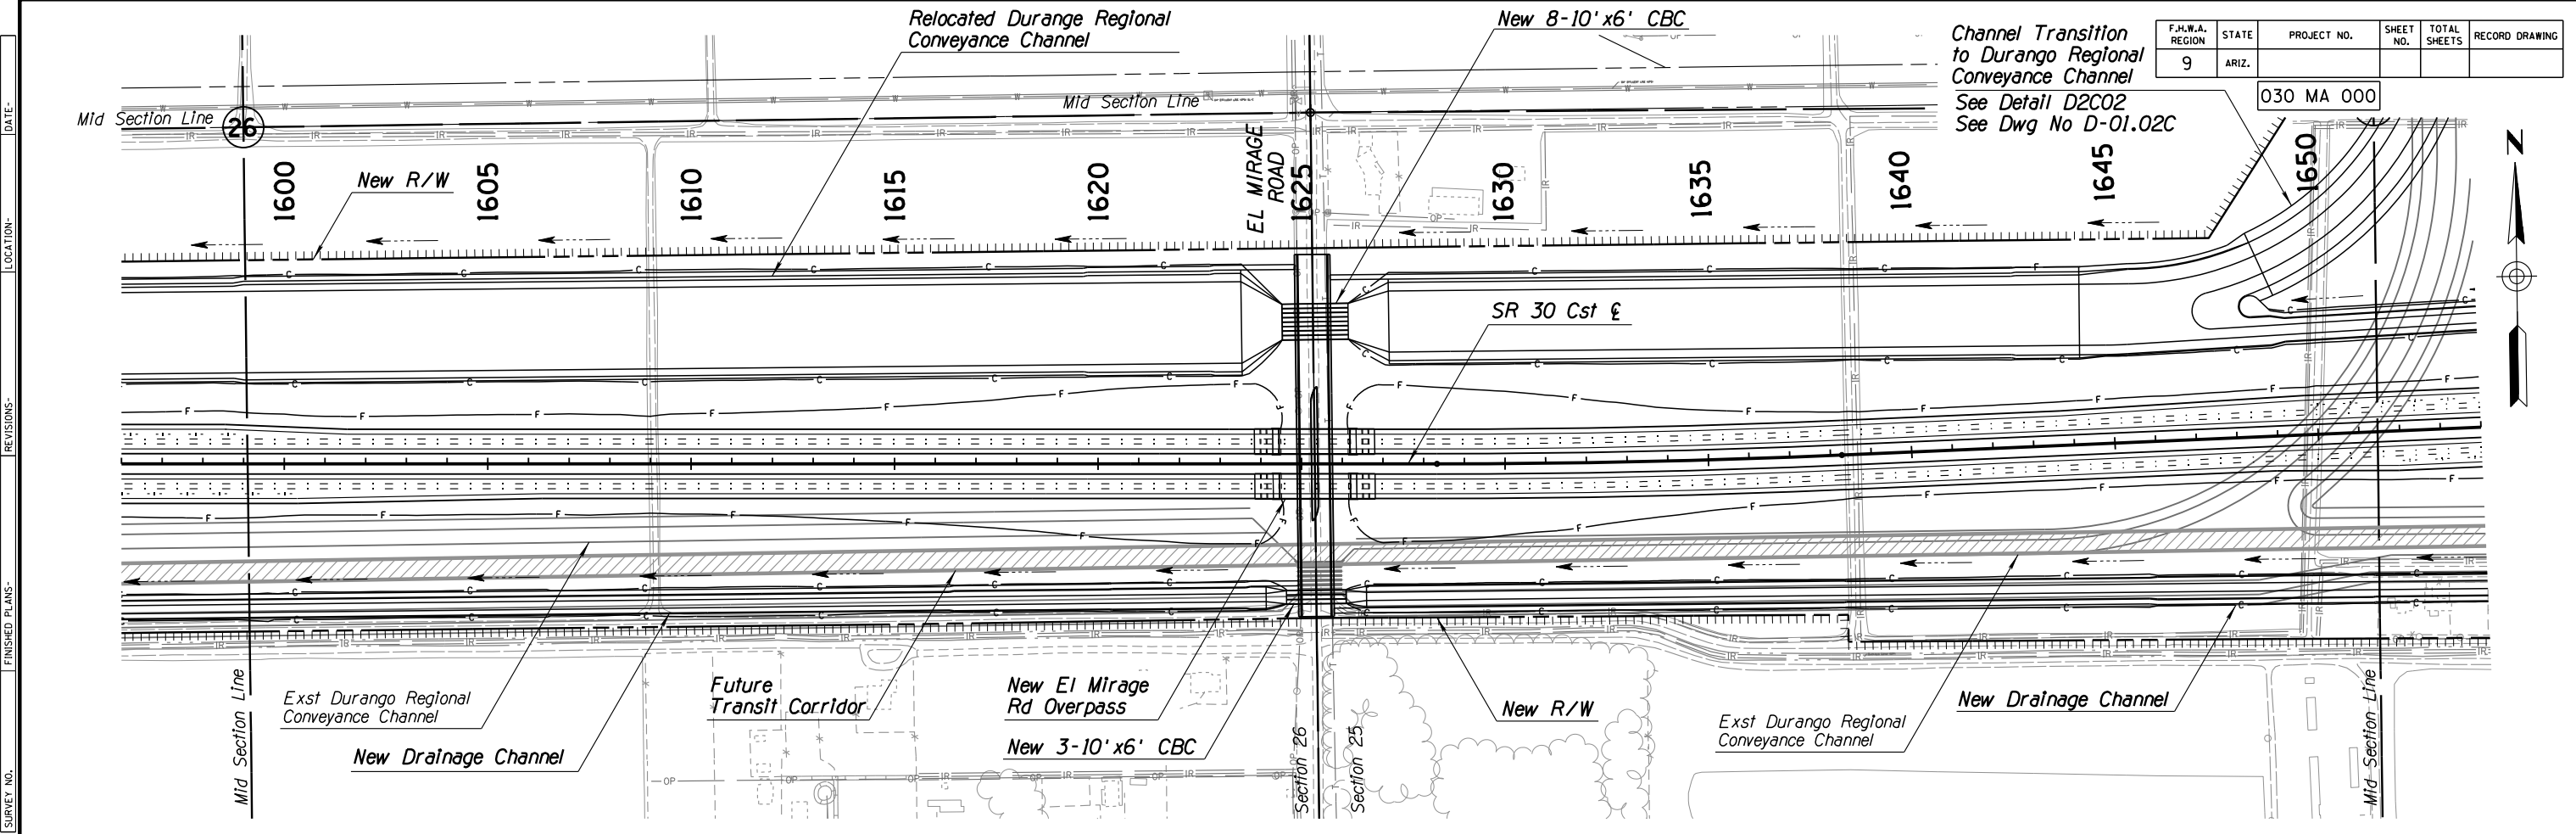 Relocated Durange Regional
Conveyance Channel
New 8-10'x6' CBC
Channel Transition
to Durango Regional
Conveyance Channel
See Detail D2C02
See Dwg No D-01.02C
F.H.W.A. REGION STATE PROJECT NO. SHEET NO. TOTAL SHEETS RECORD DRAWING
9 ARIZ.
030 MA 000
DATE-
LOCATION-
REVISIONS-
FINISHED PLANS-
SURVEY NO.
Mid Section Line
26
Mid Section Line
N
New R/W
EL MIRAGE
ROAD
1600 1605 1610 1615 1620 1625 1630 1635 1640 1645 1650
SR 30 Cst ℄
Exst Durango Regional
Conveyance Channel
New Drainage Channel
Future
Transit Corridor
New El Mirage
Rd Overpass
New 3-10'x6' CBC
New R/W
Exst Durango Regional
Conveyance Channel
New Drainage Channel
Mid Section Line
Section 26
Section 25
Mid Section Line